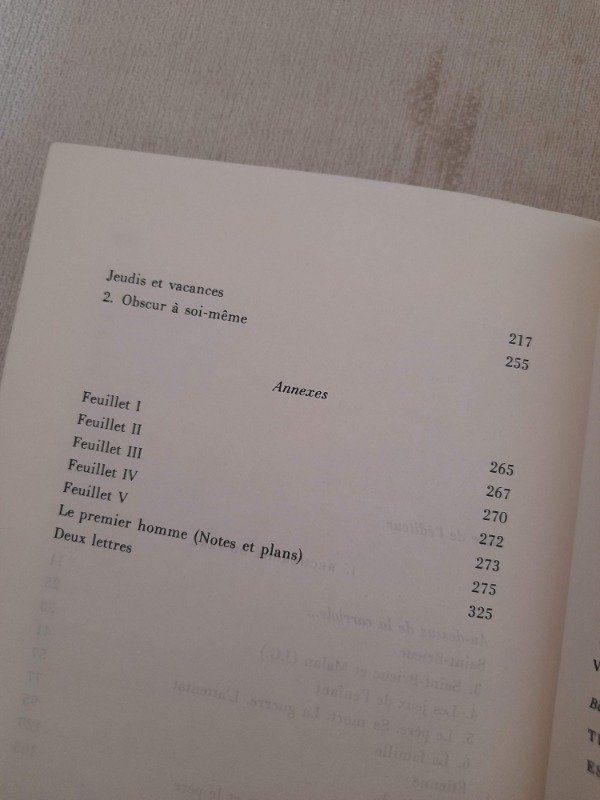 Jeudis et vacances 217
2. Obscur à soi-même 255
Annexes
Feuillet I 265
Feuillet II 267
Feuillet III 270
Feuillet IV 272
Feuillet V 273
Le premier homme (Notes et plans) 275
Deux lettres 325